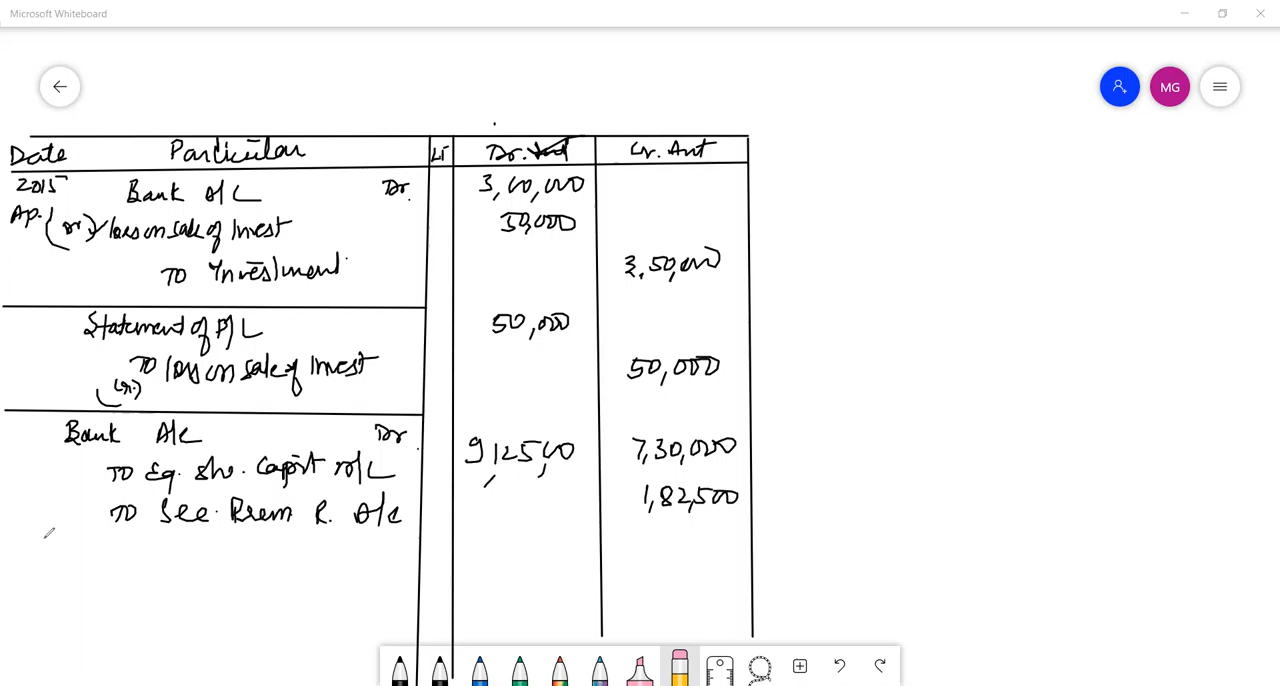 Microsoft Whiteboard
MG
Date Particular LF Dr. Amt Cr. Amt
2015 Bank A/c Dr. 3,00,000
Ap. (Dr.) loss on sale of Invest 50,000
To Investment 3,50,000
Statement of P/L 50,000
To loss on sale of Invest 50,000
Bank A/c Dr 9,12,500 7,30,000
To Eq. She. Capit A/c
To Sec. Prem R. A/c 1,82,500